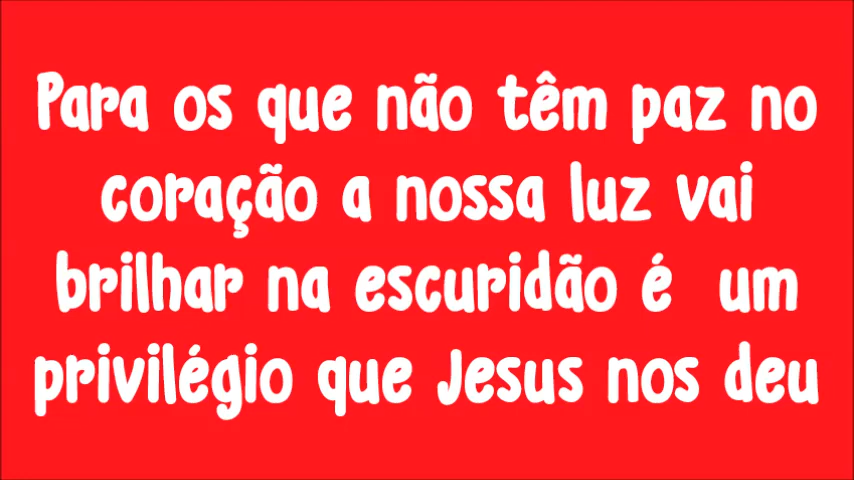 Para os que não têm paz no
coração a nossa luz vai
brilhar na escuridão é um
privilégio que Jesus nos deu